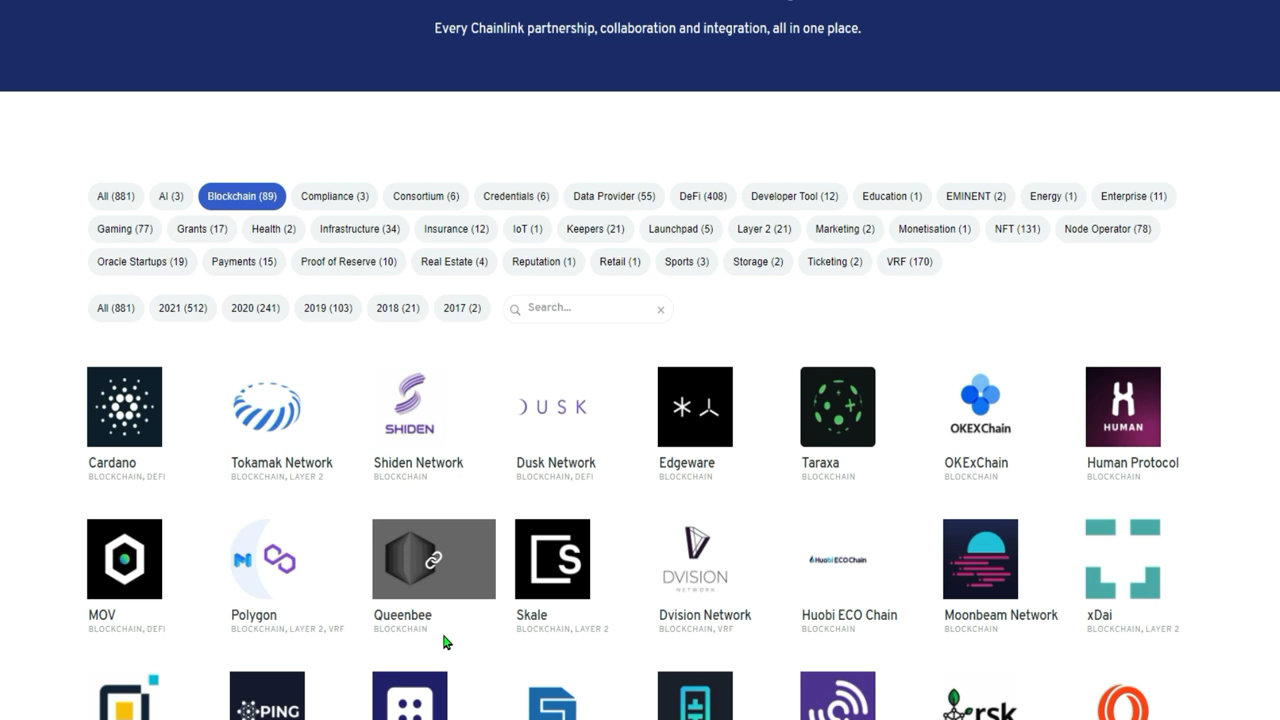 Every Chainlink partnership, collaboration and integration, all in one place.
All (881) AI (3) Blockchain (89) Compliance (3) Consortium (6) Credentials (6) Data Provider (55) DeFi (408) Developer Tool (12) Education (1) EMINENT (2) Energy (1) Enterprise (11)
Gaming (77) Grants (17) Health (2) Infrastructure (34) Insurance (12) IoT (1) Keepers (21) Launchpad (5) Layer 2 (21) Marketing (2) Monetisation (1) NFT (131) Node Operator (78)
Oracle Startups (19) Payments (15) Proof of Reserve (10) Real Estate (4) Reputation (1) Retail (1) Sports (3) Storage (2) Ticketing (2) VRF (170)
All (881) 2021 (512) 2020 (241) 2019 (103) 2018 (21) 2017 (2) Search...
SHIDEN DUSK OKEXChain HUMAN
Cardano Tokamak Network Shiden Network Dusk Network Edgeware Taraxa OKExChain Human Protocol
BLOCKCHAIN, DEFI BLOCKCHAIN, LAYER 2 BLOCKCHAIN BLOCKCHAIN, DEFI BLOCKCHAIN BLOCKCHAIN BLOCKCHAIN BLOCKCHAIN
S DVISION NETWORK Huobi ECO Chain
MOV Polygon Queenbee Skale Dvision Network Huobi ECO Chain Moonbeam Network xDai
BLOCKCHAIN, DEFI BLOCKCHAIN, LAYER 2, VRF BLOCKCHAIN BLOCKCHAIN, LAYER 2 BLOCKCHAIN, VRF BLOCKCHAIN BLOCKCHAIN BLOCKCHAIN, LAYER 2
PING rsk